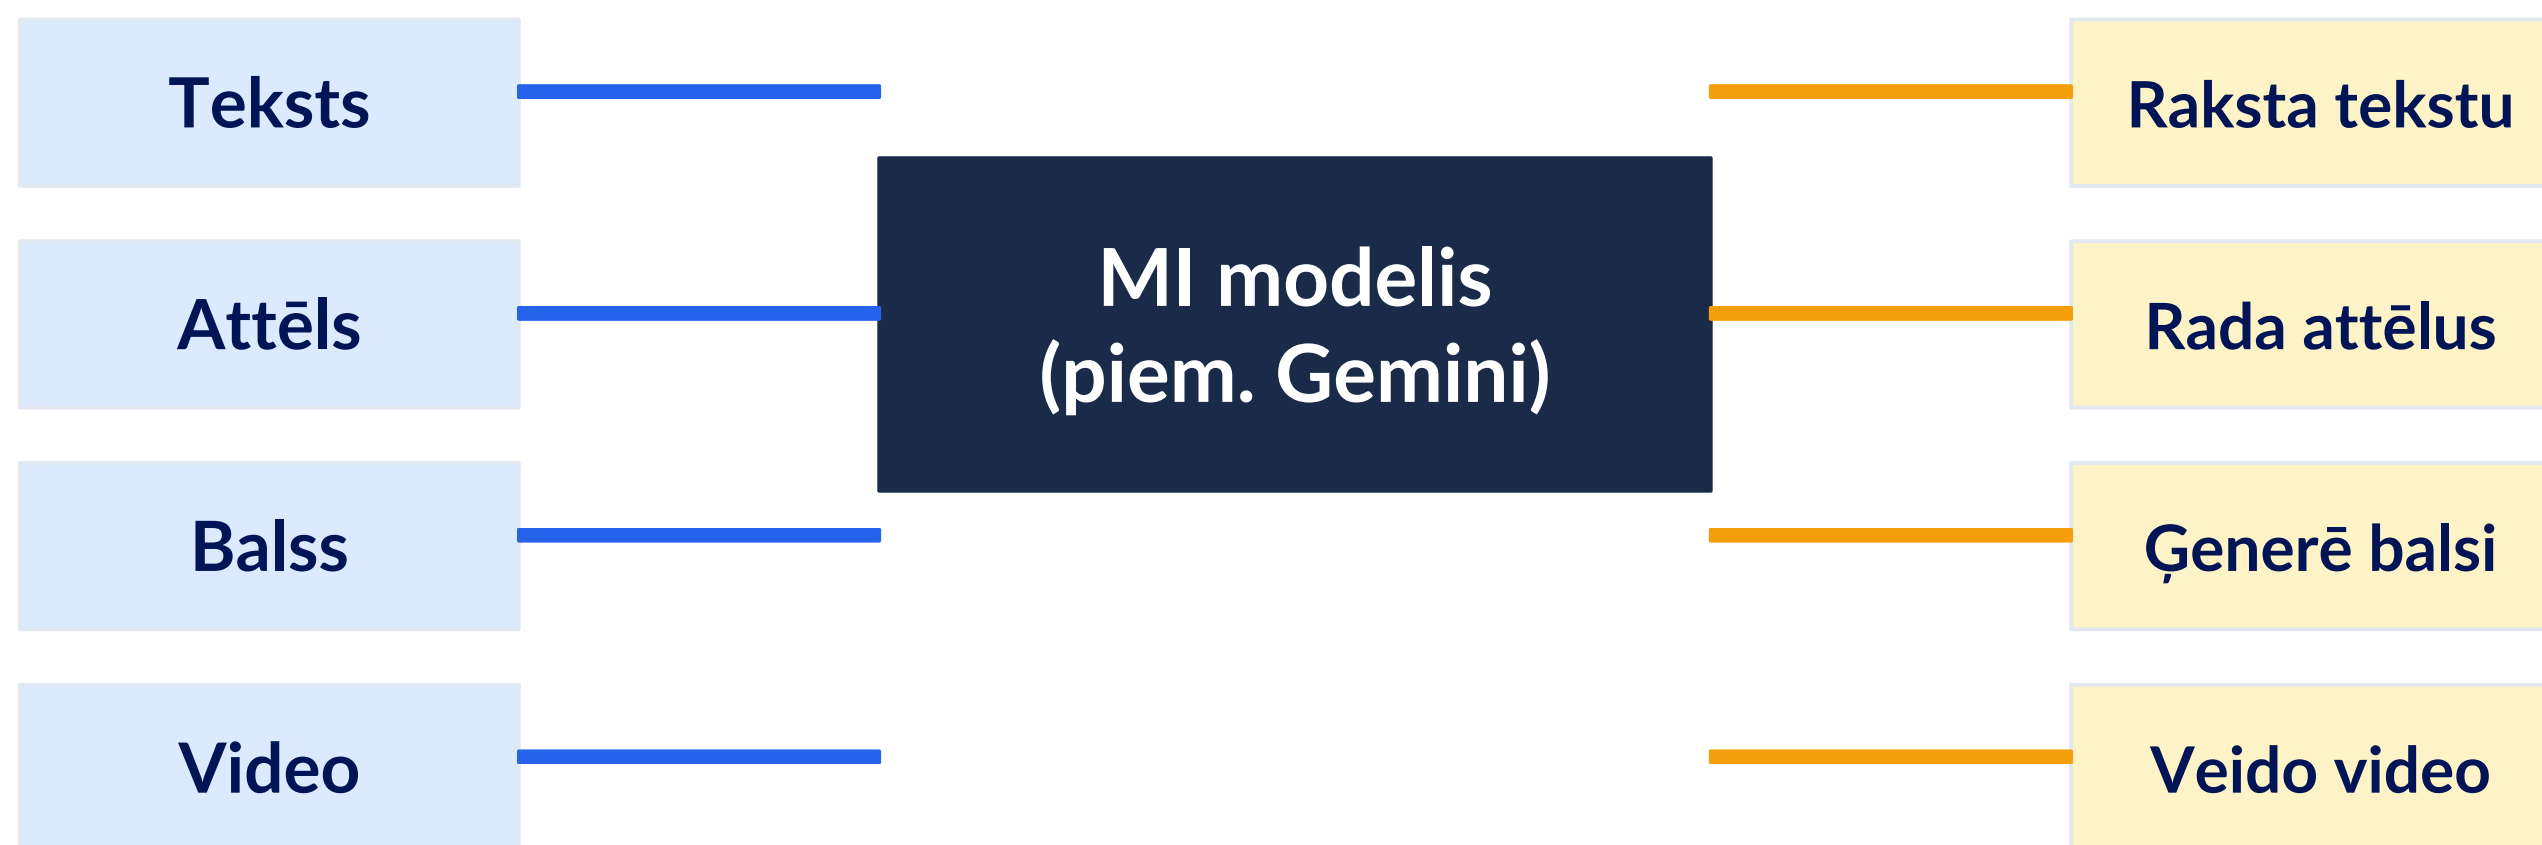 Teksts
Attēls
Balss
Video
MI modelis
(piem. Gemini)
Raksta tekstu
Rada attēlus
Ģenerē balsi
Veido video